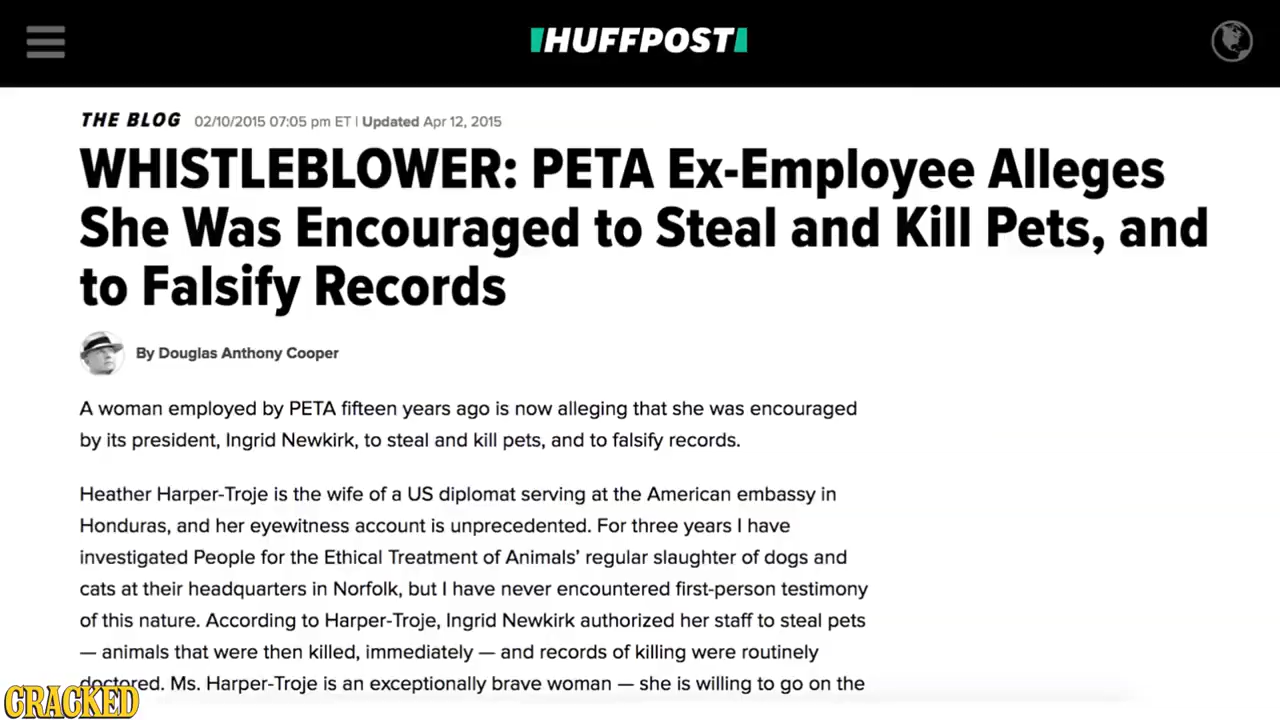 HUFFPOST
THE BLOG 02/10/2015 07:05 pm ET | Updated Apr 12, 2015
WHISTLEBLOWER: PETA Ex-Employee Alleges
She Was Encouraged to Steal and Kill Pets, and
to Falsify Records
By Douglas Anthony Cooper
A woman employed by PETA fifteen years ago is now alleging that she was encouraged
by its president, Ingrid Newkirk, to steal and kill pets, and to falsify records.
Heather Harper-Troje is the wife of a US diplomat serving at the American embassy in
Honduras, and her eyewitness account is unprecedented. For three years I have
investigated People for the Ethical Treatment of Animals' regular slaughter of dogs and
cats at their headquarters in Norfolk, but I have never encountered first-person testimony
of this nature. According to Harper-Troje, Ingrid Newkirk authorized her staff to steal pets
— animals that were then killed, immediately — and records of killing were routinely
doctored. Ms. Harper-Troje is an exceptionally brave woman — she is willing to go on the
CRACKED